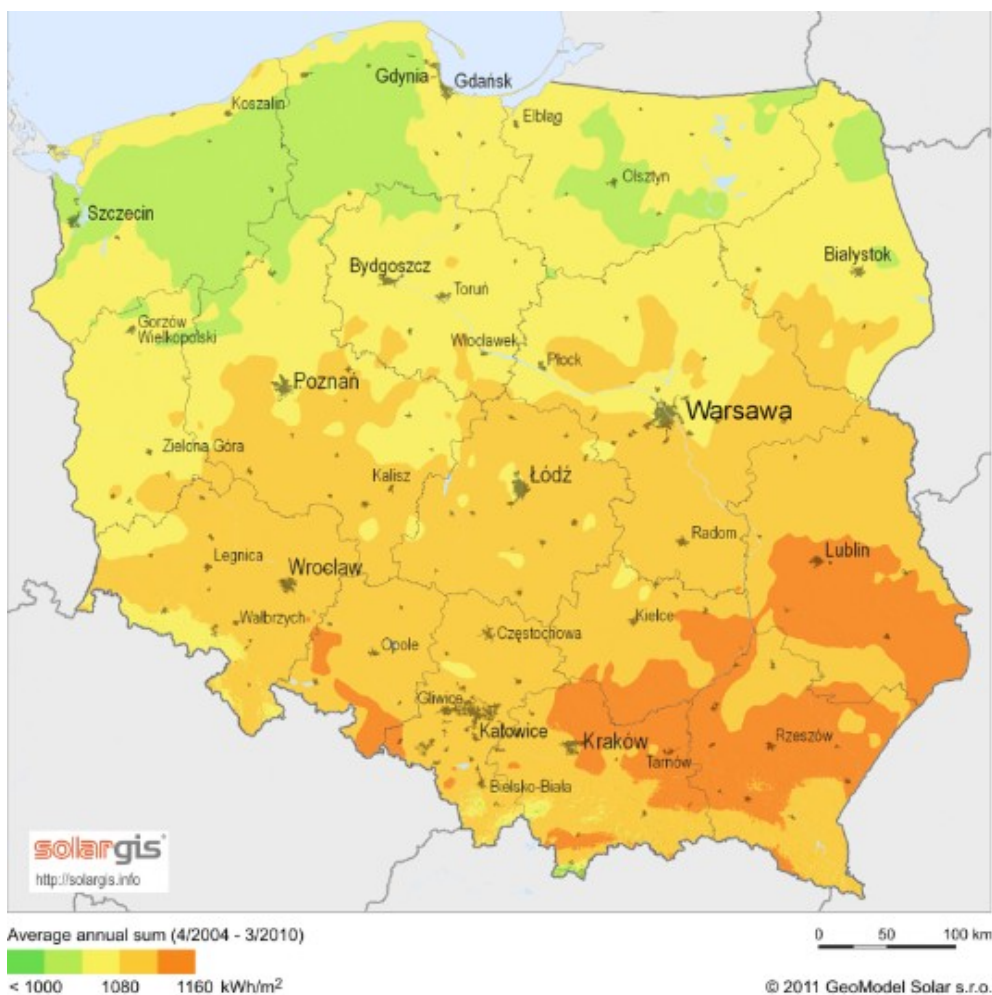 Gdynia
Gdańsk
Koszalin
Elbląg
Olsztyn
Szczecin
Białystok
Bydgoszcz
Toruń
Gorzów
Wielkopolski
Włocławek
Płock
Poznań
Warsawa
Zielona Góra
Kalisz
Łódź
Radom
Lublin
Legnica
Wrocław
Wałbrzych
Kielce
Częstochowa
Opole
Gliwice
Katowice
Kraków
Rzeszów
Tarnów
Bielsko-Biała
solargis
http://solargis.info
Average annual sum (4/2004 - 3/2010)
0 50 100 km
< 1000 1080 1160 kWh/m²
© 2011 GeoModel Solar s.r.o.